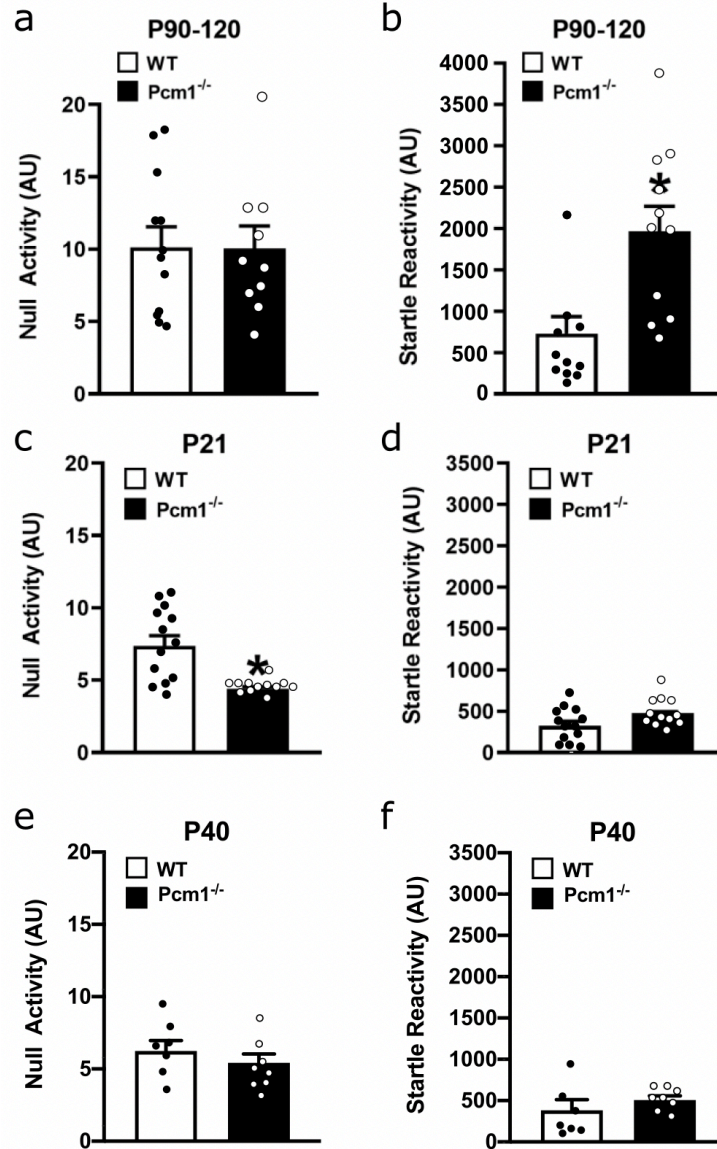 a
P90-120
WT
Pcm1-/-
Null Activity (AU)
20
15
10
5
0
b
P90-120
WT
Pcm1-/-
Startle Reactivity (AU)
4000
3500
3000
2500
2000
1500
1000
500
0
*
c
P21
WT
Pcm1-/-
Null Activity (AU)
20
15
10
5
0
*
d
P21
WT
Pcm1-/-
Startle Reactivity (AU)
3500
3000
2500
2000
1500
1000
500
0
e
P40
WT
Pcm1-/-
Null Activity (AU)
20
15
10
5
0
f
P40
WT
Pcm1-/-
Startle Reactivity (AU)
3500
3000
2500
2000
1500
1000
500
0